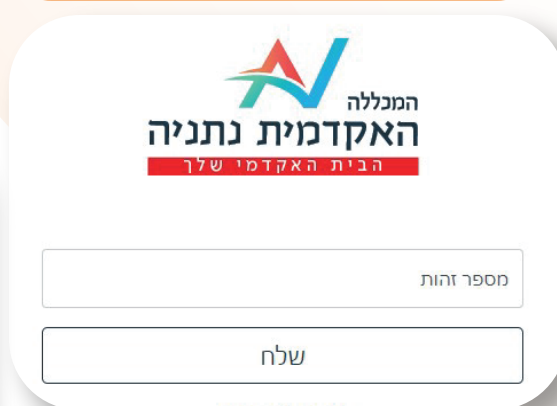 המכללה
האקדמית נתניה
הבית האקדמי שלך
מספר זהות
שלח